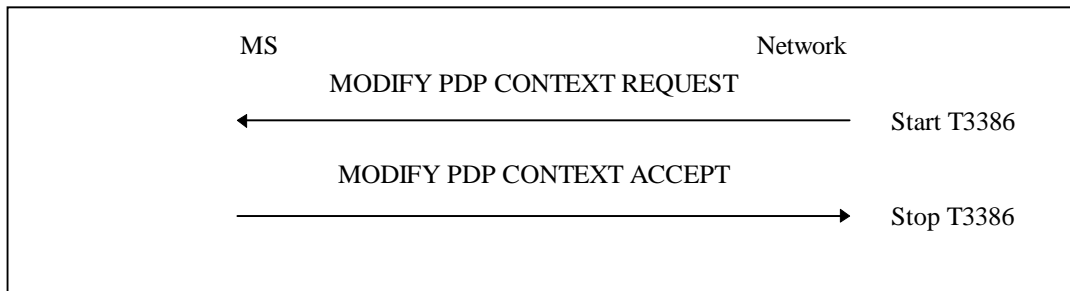 MS Network
MODIFY PDP CONTEXT REQUEST
Start T3386
MODIFY PDP CONTEXT ACCEPT
Stop T3386